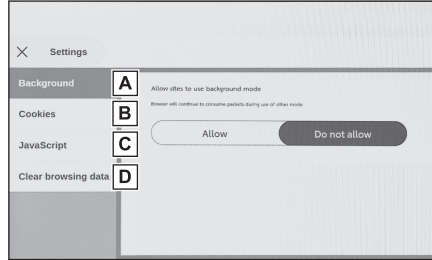 Settings
Background
A
Allow sites to use background mode
Browser will continue to consume packets during use of other mode
Cookies
B
Allow
Do not allow
JavaScript
C
Clear browsing data
D